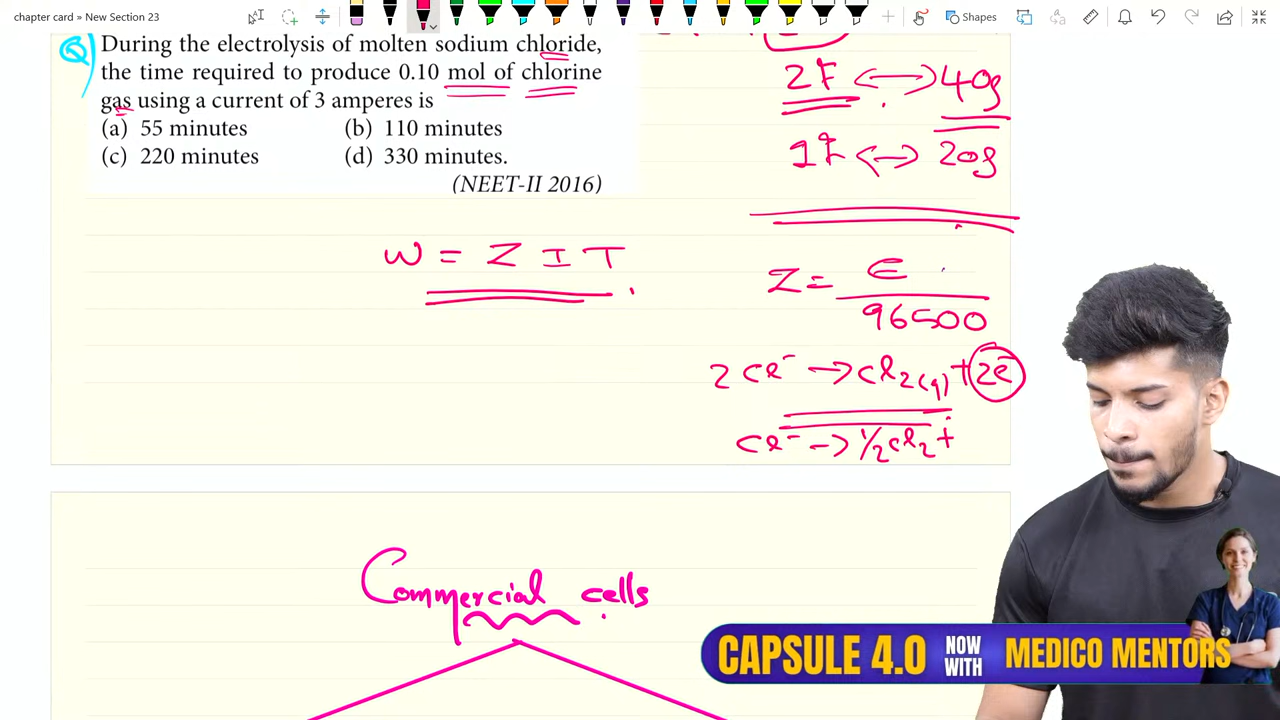 chapter card » New Section 23
Shapes
Q) During the electrolysis of molten sodium chloride,
the time required to produce 0.10 mol of chlorine
gas using a current of 3 amperes is
(a) 55 minutes (b) 110 minutes
(c) 220 minutes (d) 330 minutes.
(NEET-II 2016)
2F ⟷ 40g
1F ⟷ 20g
W = Z I T
Z = E / 96500
2Cl⁻ → Cl₂(g) + 2e⁻
Cl⁻ → ½Cl₂ +
Commercial cells
CAPSULE 4.0 NOW WITH MEDICO MENTORS